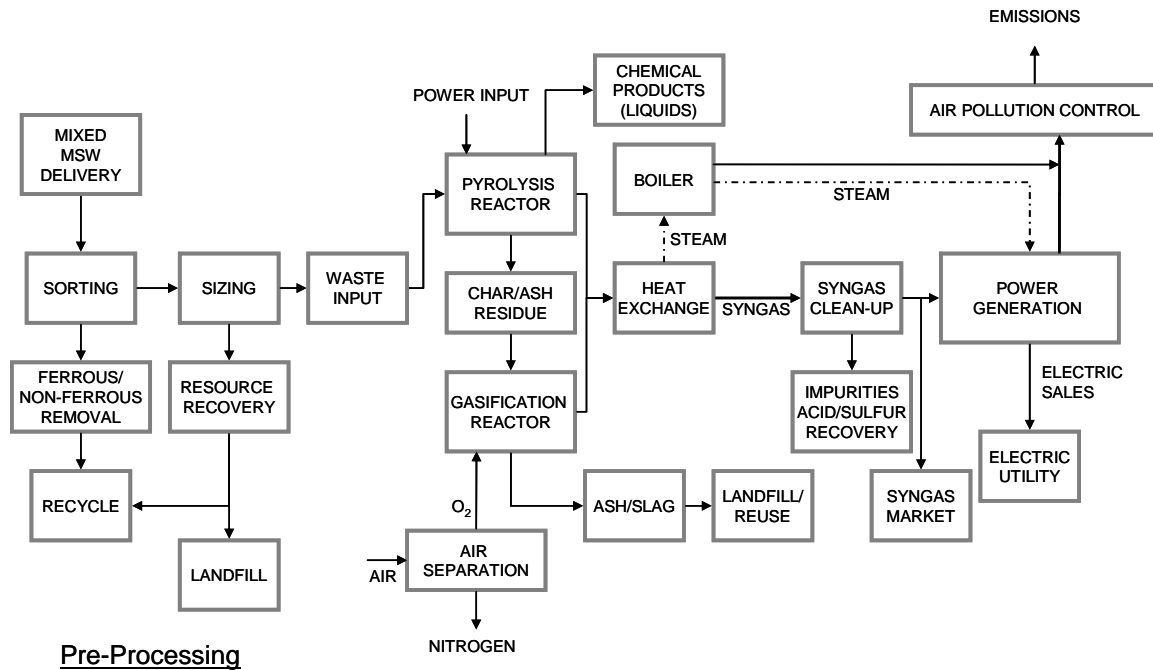 EMISSIONS
CHEMICAL
PRODUCTS
(LIQUIDS)
POWER INPUT
AIR POLLUTION CONTROL
MIXED
MSW
DELIVERY
PYROLYSIS
REACTOR
BOILER
STEAM
STEAM
SORTING
SIZING
WASTE
INPUT
CHAR/ASH
RESIDUE
HEAT
EXCHANGE
SYNGAS
SYNGAS
CLEAN-UP
POWER
GENERATION
FERROUS/
NON-FERROUS
REMOVAL
RESOURCE
RECOVERY
GASIFICATION
REACTOR
IMPURITIES
ACID/SULFUR
RECOVERY
ELECTRIC
SALES
ELECTRIC
UTILITY
RECYCLE
O2
ASH/SLAG
LANDFILL/
REUSE
SYNGAS
MARKET
LANDFILL
AIR
AIR
SEPARATION
NITROGEN
Pre-Processing